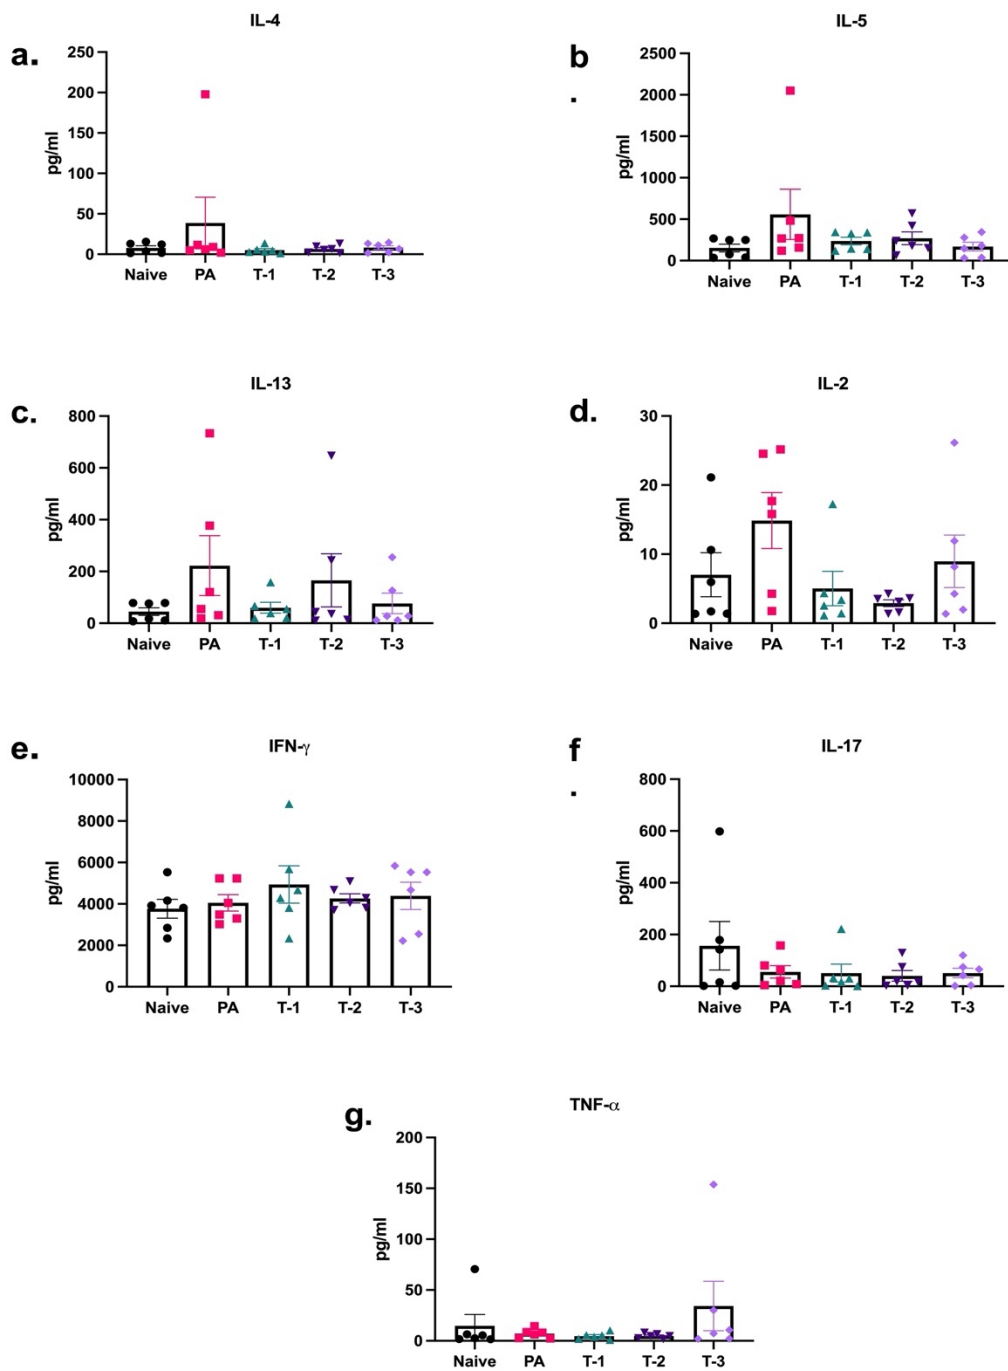 IL-4
a.
250
200
150
100
50
0
pg/ml
Naive PA T-1 T-2 T-3
IL-5
b
.
2500
2000
1500
1000
500
0
pg/ml
Naive PA T-1 T-2 T-3
IL-13
c.
800
600
400
200
0
pg/ml
Naive PA T-1 T-2 T-3
IL-2
d.
30
20
10
0
pg/ml
Naive PA T-1 T-2 T-3
IFN-γ
e.
10000
8000
6000
4000
2000
0
pg/ml
Naive PA T-1 T-2 T-3
IL-17
f
.
800
600
400
200
0
pg/ml
Naive PA T-1 T-2 T-3
TNF-α
g.
200
150
100
50
0
pg/ml
Naive PA T-1 T-2 T-3